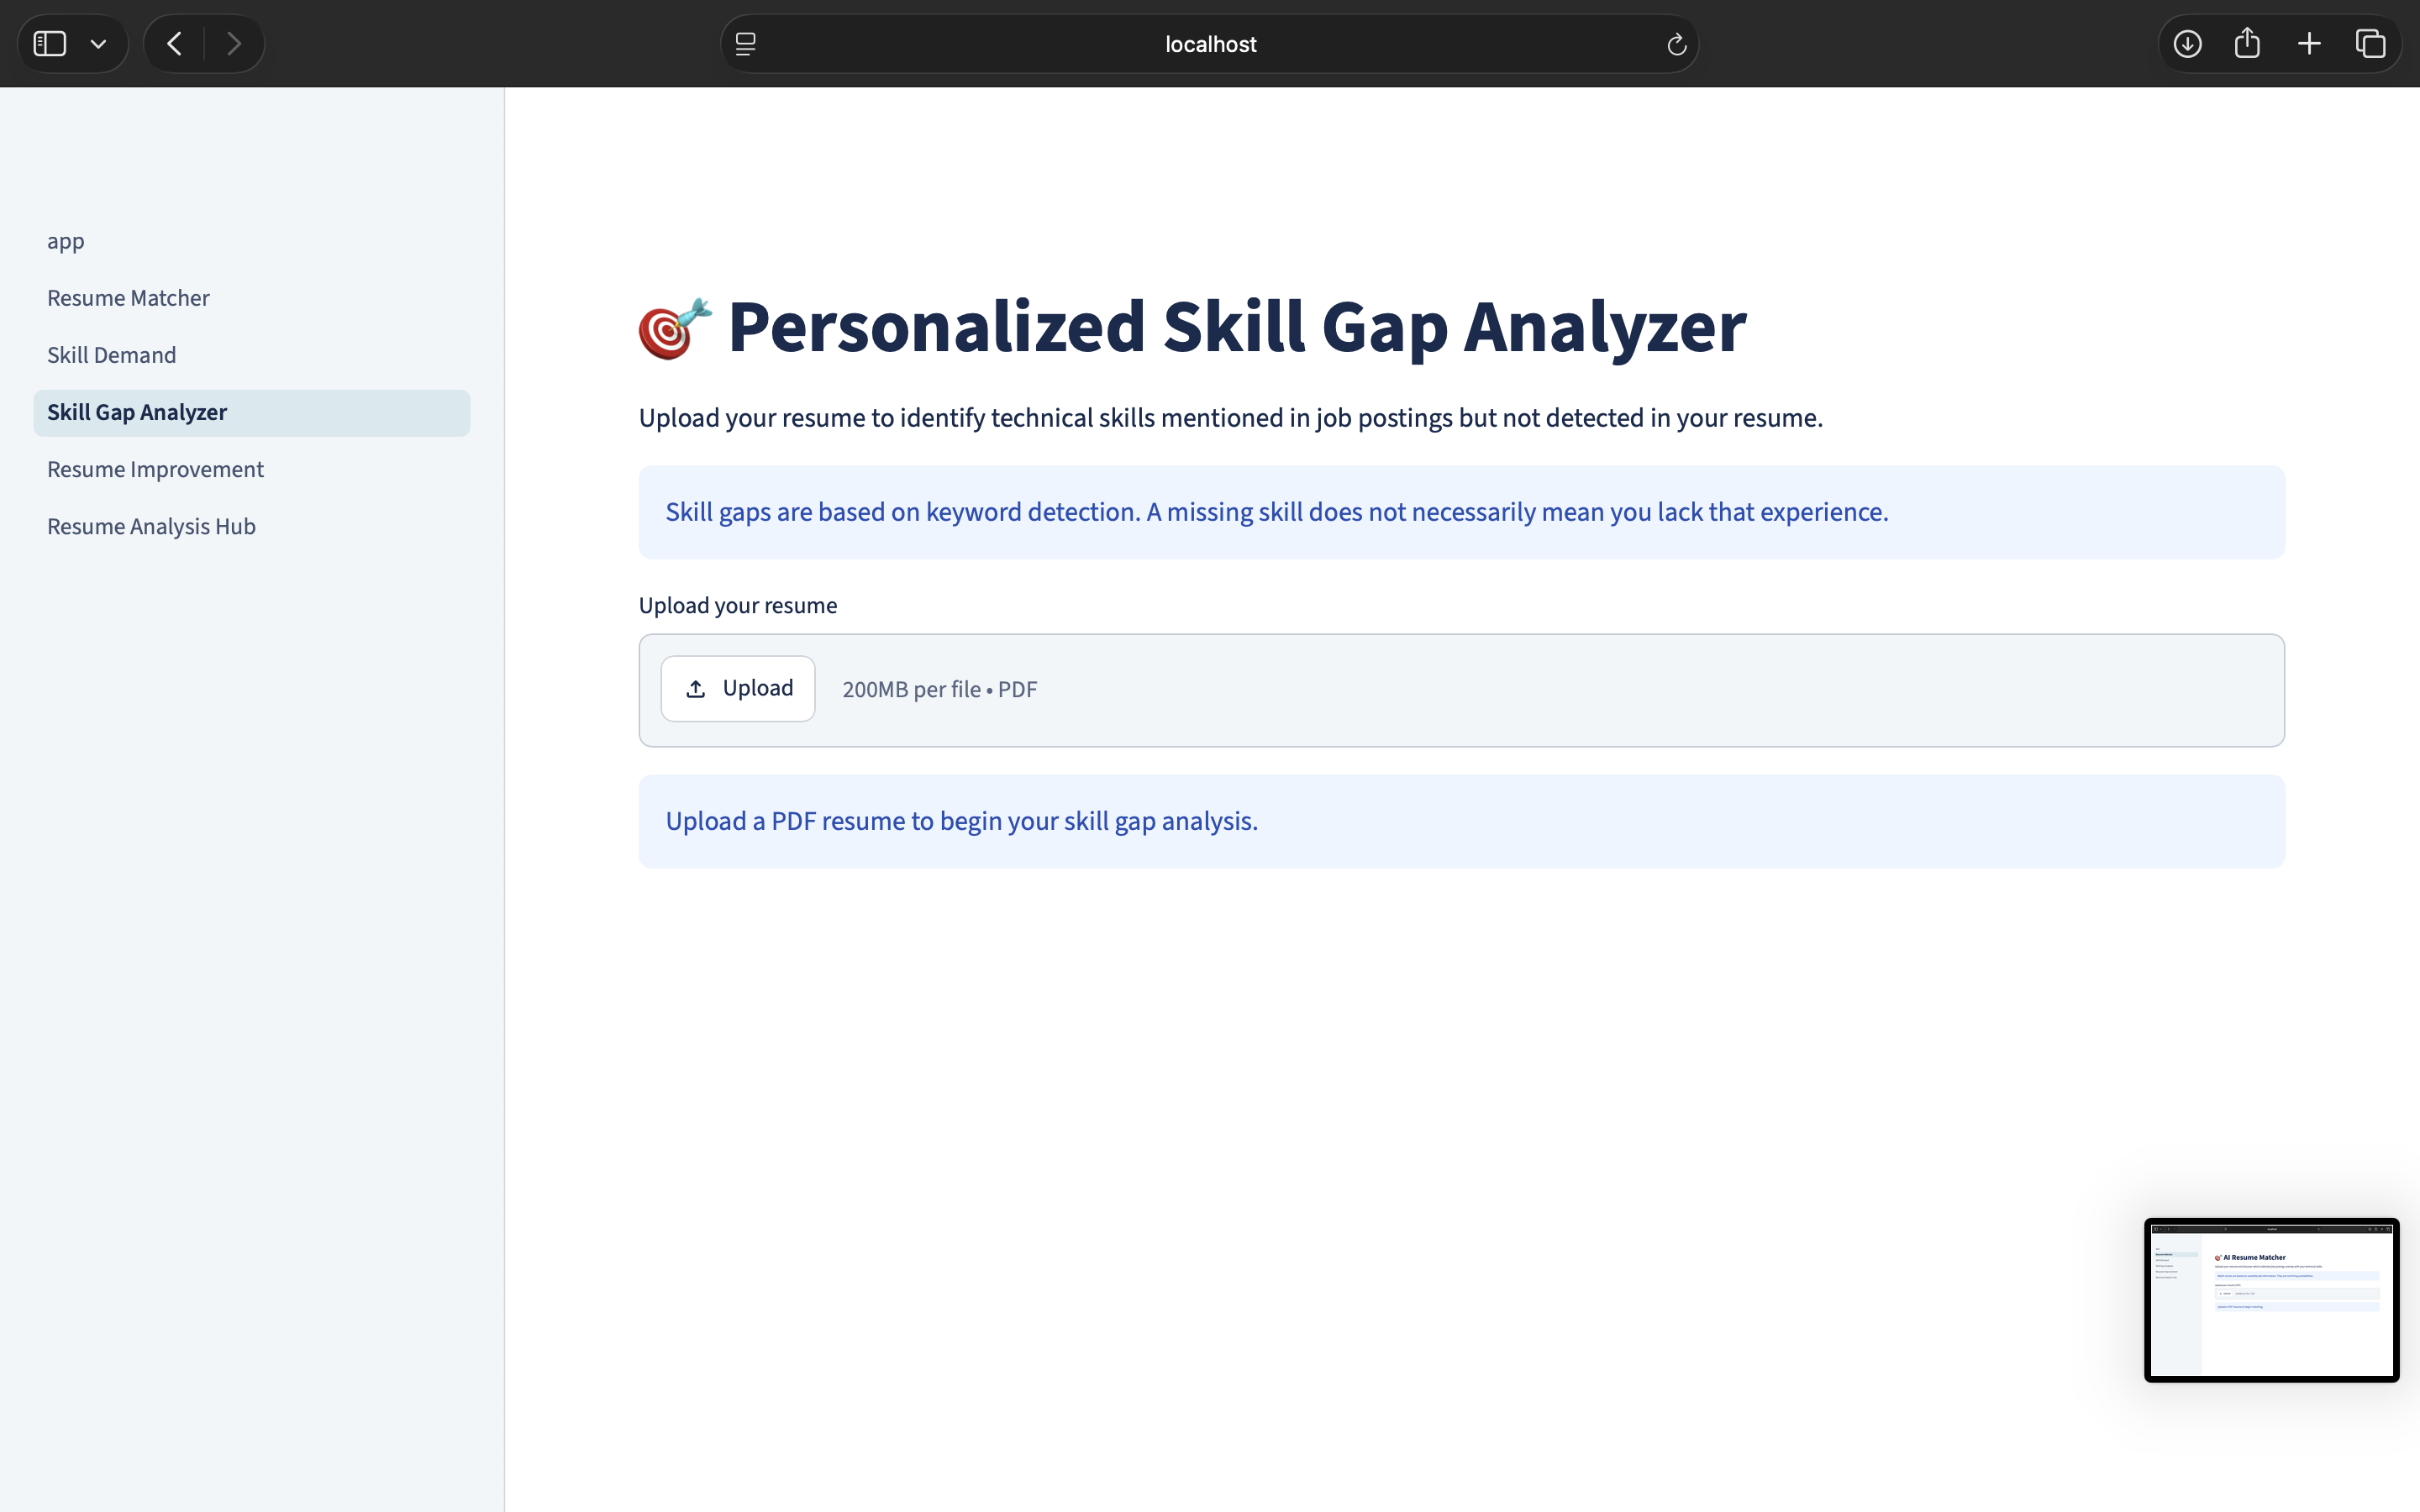 localhost
app
Resume Matcher
Skill Demand
Skill Gap Analyzer
Resume Improvement
Resume Analysis Hub
Personalized Skill Gap Analyzer
Upload your resume to identify technical skills mentioned in job postings but not detected in your resume.
Skill gaps are based on keyword detection. A missing skill does not necessarily mean you lack that experience.
Upload your resume
Upload
200MB per file • PDF
Upload a PDF resume to begin your skill gap analysis.
AI Resume Matcher